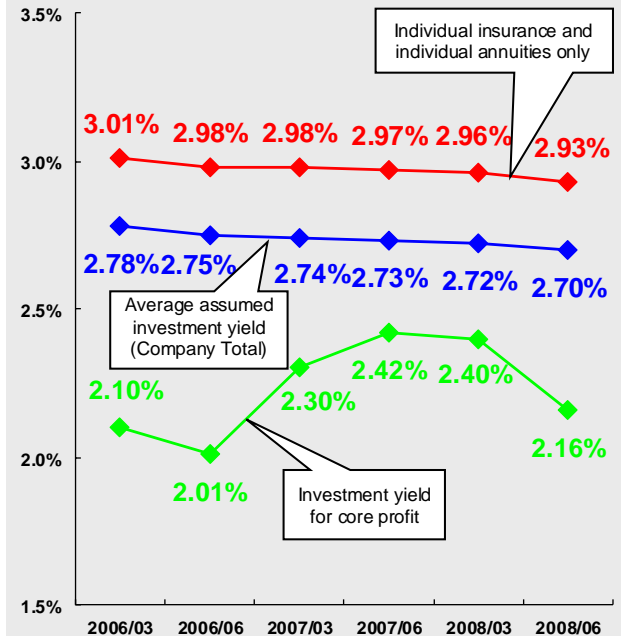 3.5%
Individual insurance and
individual annuities only
3.01%
2.98%
2.98%
2.97%
2.96%
2.93%
3.0%
2.78%
2.75%
2.74%
2.73%
2.72%
2.70%
Average assumed
investment yield
(Company Total)
2.5%
2.10%
2.01%
2.30%
2.42%
2.40%
2.16%
2.0%
Investment yield
for core profit
1.5%
2006/03 2006/06 2007/03 2007/06 2008/03 2008/06